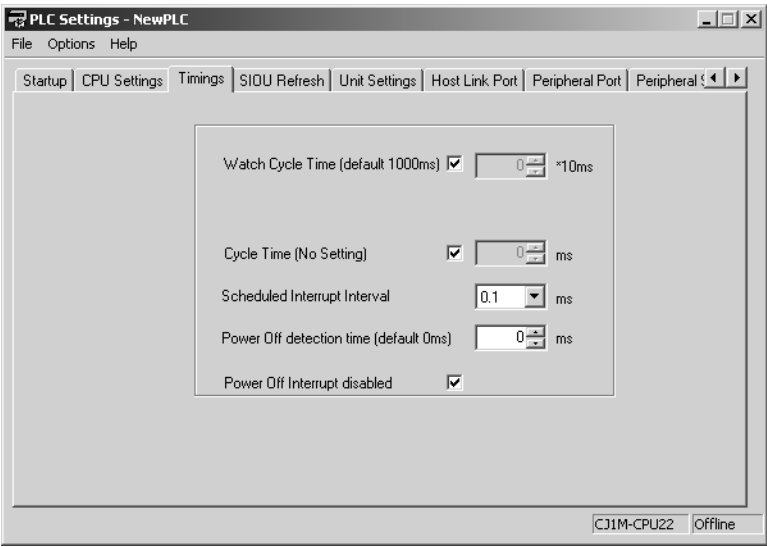 PLC Settings - NewPLC
File Options Help
Startup CPU Settings Timings SIOU Refresh Unit Settings Host Link Port Peripheral Port Peripheral
Watch Cycle Time (default 1000ms) 0 *10ms
Cycle Time (No Setting) 0 ms
Scheduled Interrupt Interval 0.1 ms
Power Off detection time (default 0ms) 0 ms
Power Off Interrupt disabled
CJ1M-CPU22 Offline